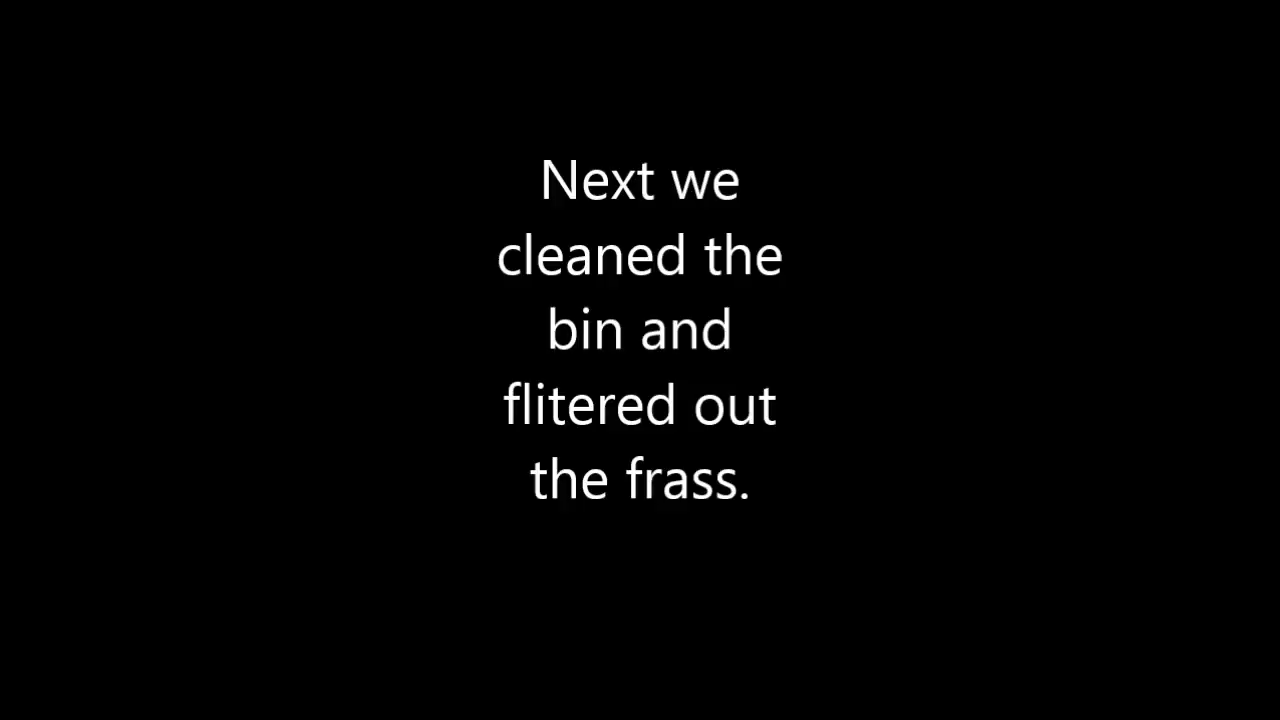 Next we
cleaned the
bin and
flitered out
the frass.